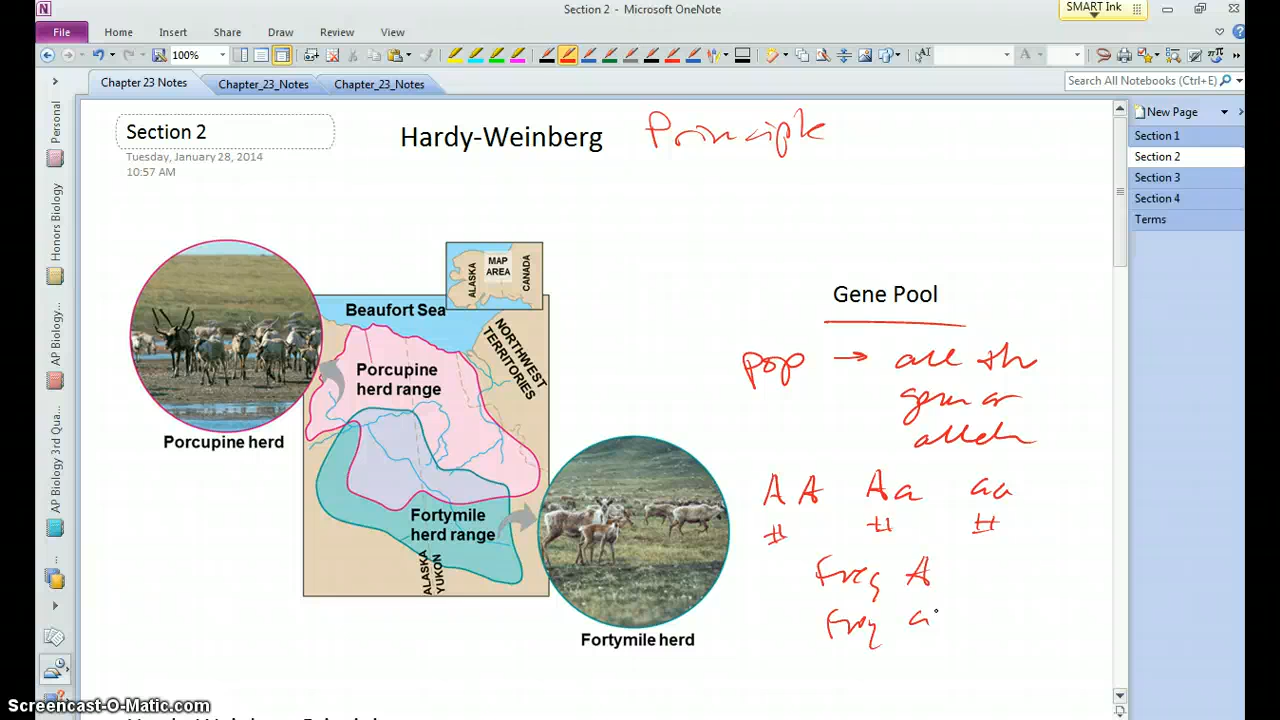 Section 2 - Microsoft OneNote
SMART Ink
File Home Insert Share Draw Review View
100%
Search All Notebooks (Ctrl+E)
Chapter 23 Notes Chapter_23_Notes Chapter_23_Notes
New Page
Section 1
Section 2
Section 3
Section 4
Terms
Personal
Honors Biology
AP Biology...
AP Biology 3rd Qua...
Section 2
Tuesday, January 28, 2014
10:57 AM
Hardy-Weinberg Principle
MAP AREA
ALASKA
CANADA
Beaufort Sea
NORTHWEST
TERRITORIES
Porcupine
herd range
Porcupine herd
Fortymile
herd range
ALASKA
YUKON
Fortymile herd
Gene Pool
pop → all the
genes or
alleles
AA Aa aa
# # #
Freq A
Freq a
Screencast-O-Matic.com